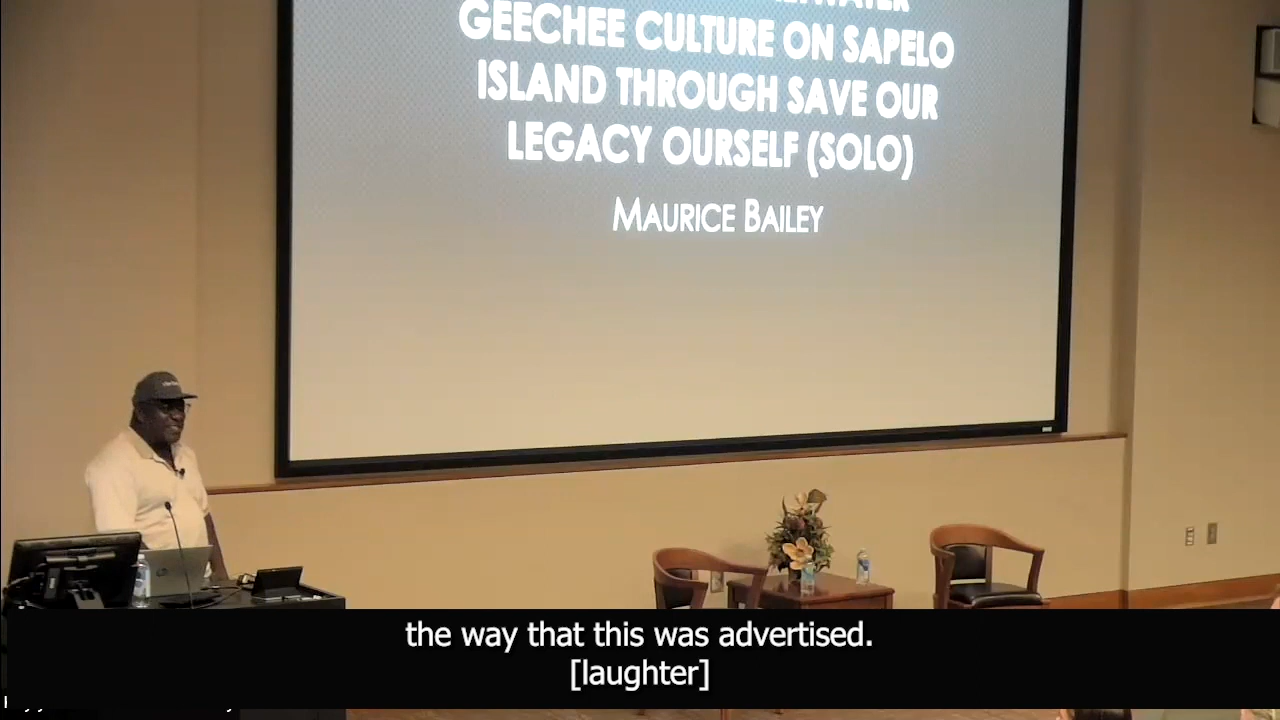 GEECHEE CULTURE ON SAPELO
ISLAND THROUGH SAVE OUR
LEGACY OURSELF (SOLO)
MAURICE BAILEY
the way that this was advertised.
[laughter]